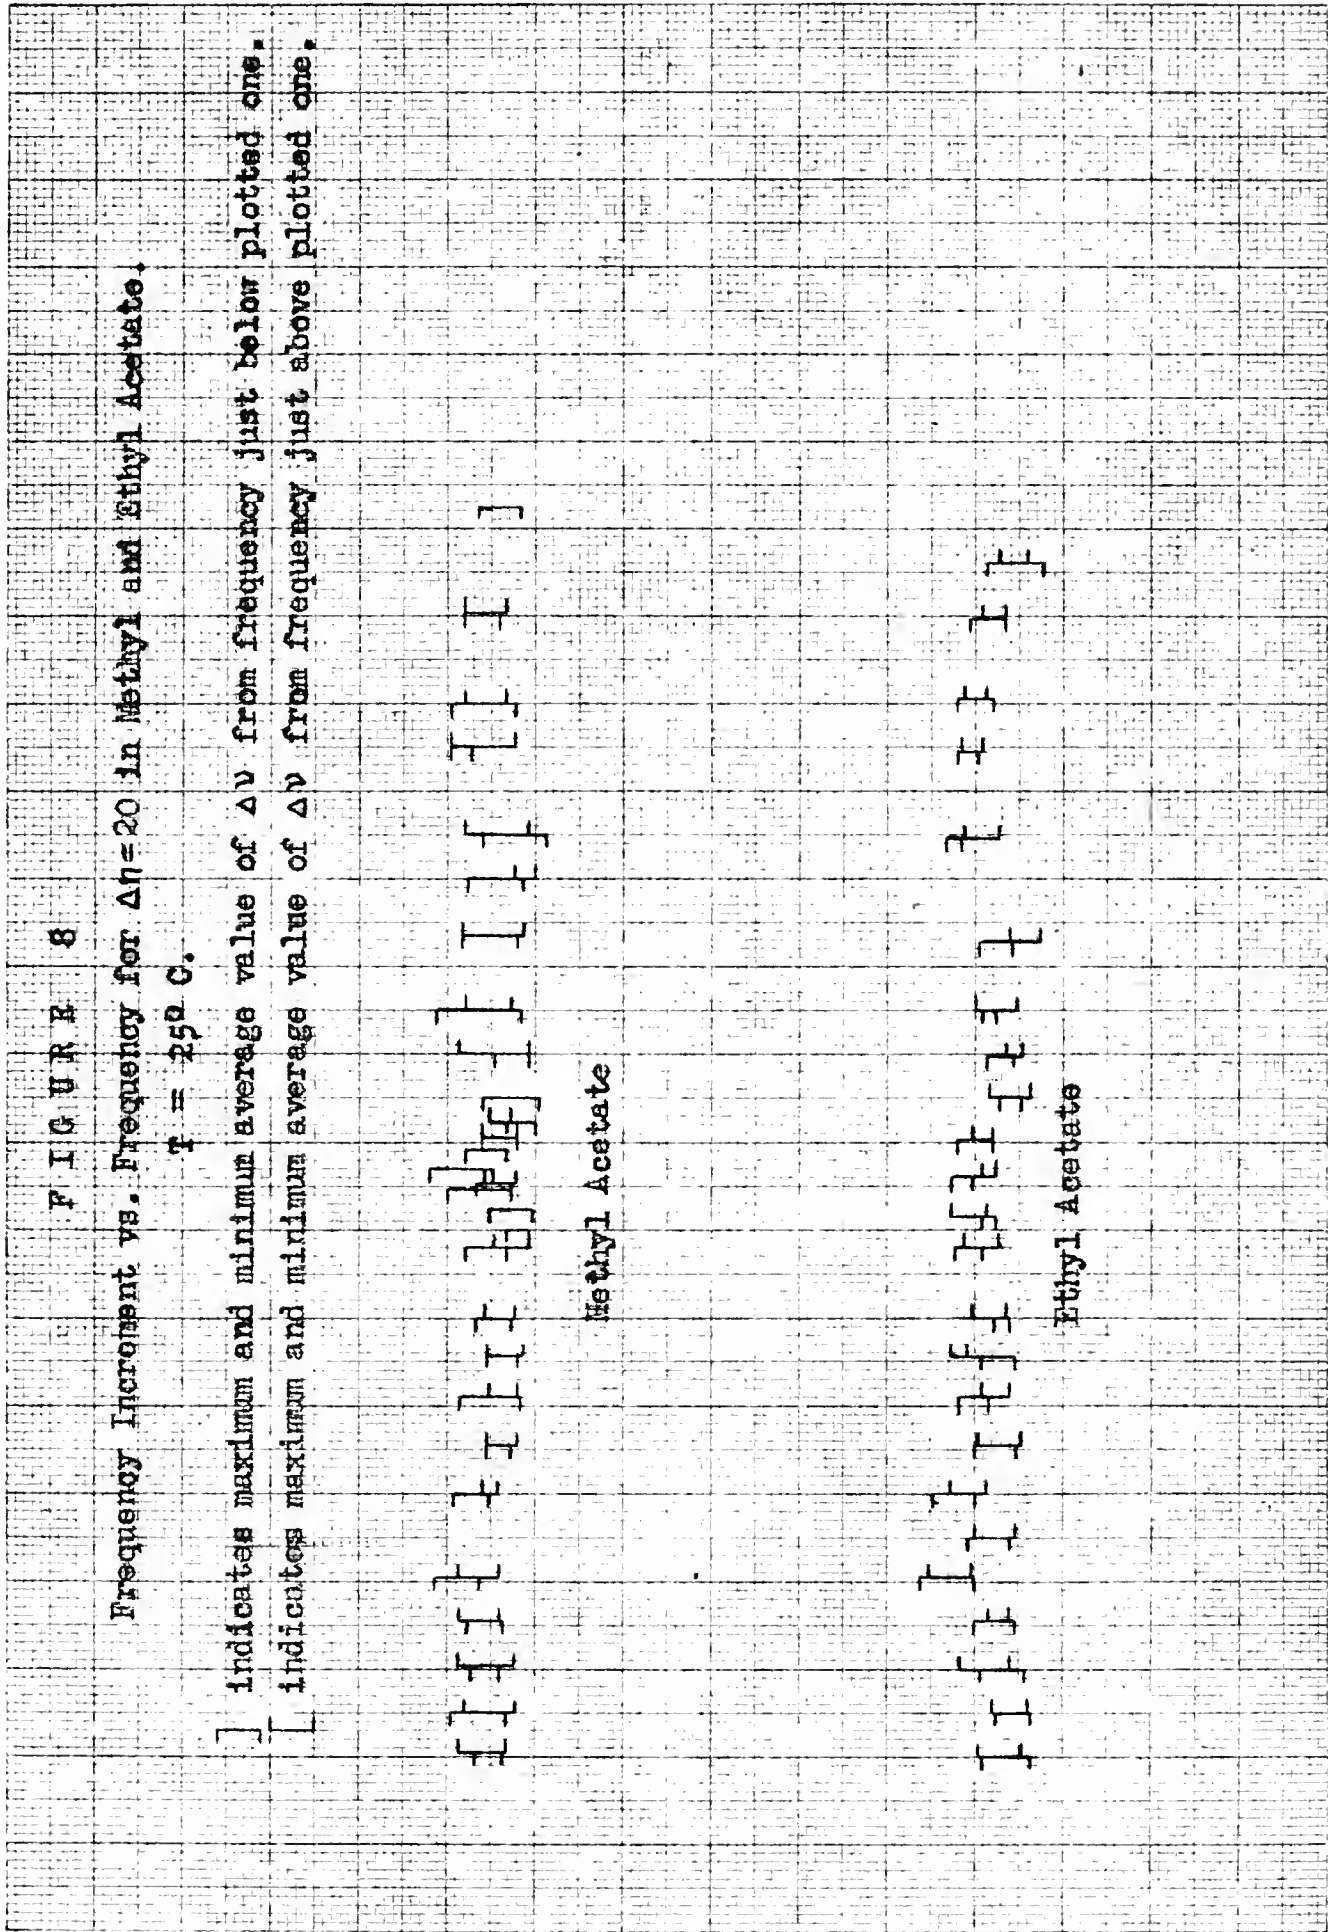 FIGURE 8
Frequency Increment vs. Frequency for Δn=20 in Methyl and Ethyl Acetate.
T = 25º C.
] indicates maximum and minimum average value of Δν from frequency just below plotted one.
[ indicates maximum and minimum average value of Δν from frequency just above plotted one.
Methyl Acetate
Ethyl Acetate